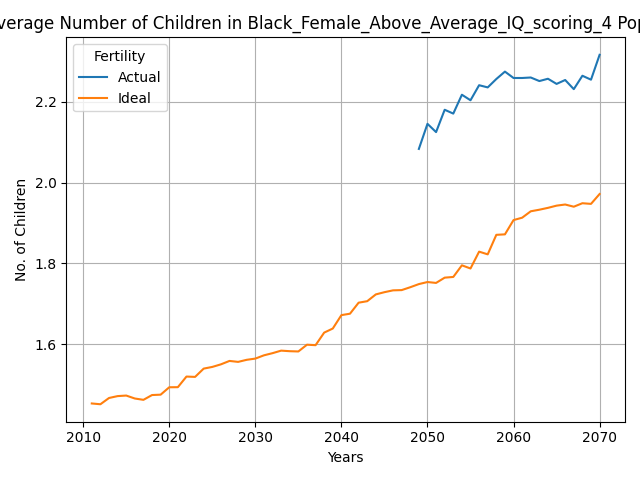 verage Number of Children in Black_Female_Above_Average_IQ_scoring_4 Pop
Fertility
Actual
Ideal
No. of Children
2.2
2.0
1.8
1.6
2010 2020 2030 2040 2050 2060 2070
Years